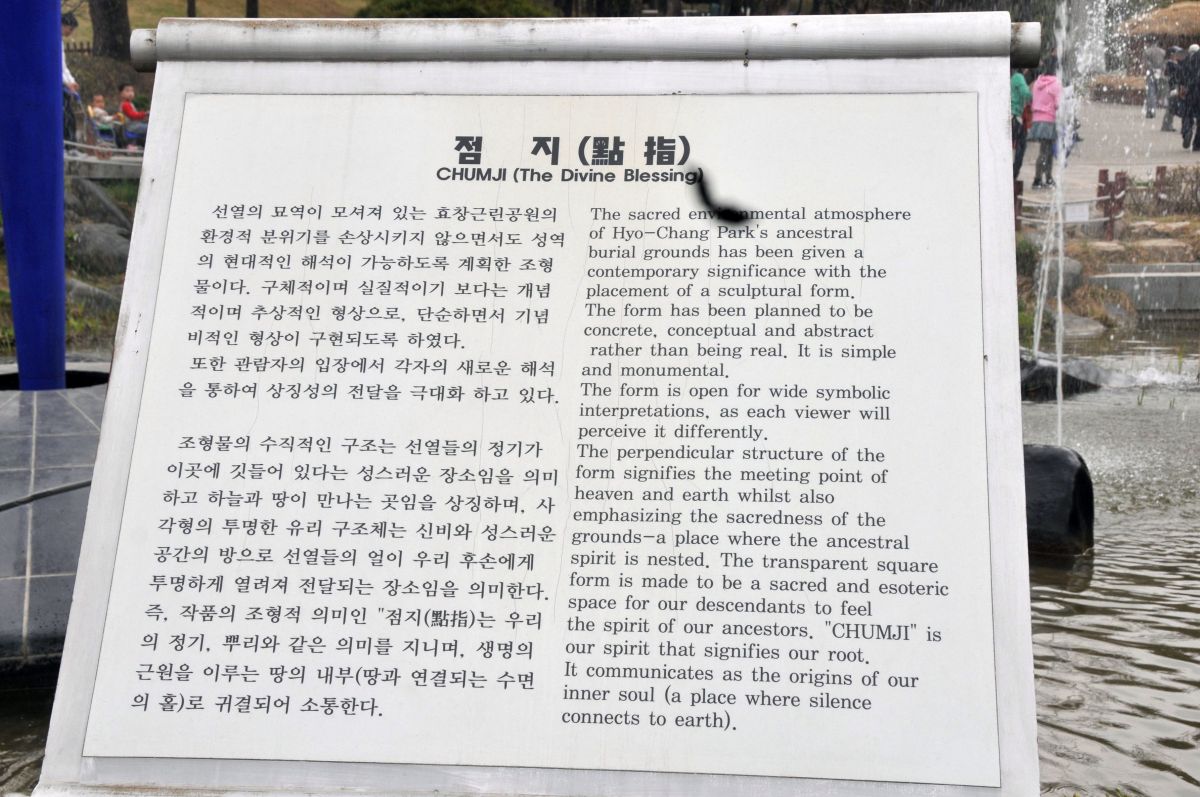 점 지 (點 指)
CHUMJI (The Divine Blessing)
선열의 묘역이 모셔져 있는 효창근린공원의
환경적 분위기를 손상시키지 않으면서도 성역
의 현대적인 해석이 가능하도록 계획한 조형
물이다. 구체적이며 실질적이기 보다는 개념
적이며 추상적인 형상으로, 단순하면서 기념
비적인 형상이 구현되도록 하였다.
또한 관람자의 입장에서 각자의 새로운 해석
을 통하여 상징성의 전달을 극대화 하고 있다.
조형물의 수직적인 구조는 선열들의 정기가
이곳에 깃들어 있다는 성스러운 장소임을 의미
하고 하늘과 땅이 만나는 곳임을 상징하며, 사
각형의 투명한 유리 구조체는 신비와 성스러운
공간의 방으로 선열들의 얼이 우리 후손에게
투명하게 열려져 전달되는 장소임을 의미한다.
즉, 작품의 조형적 의미인 "점지(點指)는 우리
의 정기, 뿌리와 같은 의미를 지니며, 생명의
근원을 이루는 땅의 내부(땅과 연결되는 수면
의 홀)로 귀결되어 소통한다.
The sacred environmental atmosphere
of Hyo-Chang Park's ancestral
burial grounds has been given a
contemporary significance with the
placement of a sculptural form.
The form has been planned to be
concrete, conceptual and abstract
rather than being real. It is simple
and monumental.
The form is open for wide symbolic
interpretations, as each viewer will
perceive it differently.
The perpendicular structure of the
form signifies the meeting point of
heaven and earth whilst also
emphasizing the sacredness of the
grounds-a place where the ancestral
spirit is nested. The transparent square
form is made to be a sacred and esoteric
space for our descendants to feel
the spirit of our ancestors. "CHUMJI" is
our spirit that signifies our root.
It communicates as the origins of our
inner soul (a place where silence
connects to earth).